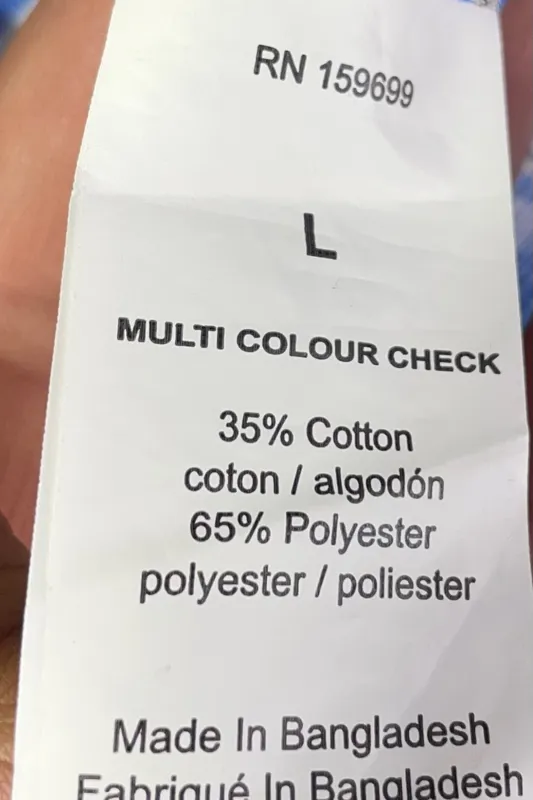 RN 159699
L
MULTI COLOUR CHECK
35% Cotton
coton / algodón
65% Polyester
polyester / poliester
Made In Bangladesh
Fabriqué In Bangladesh